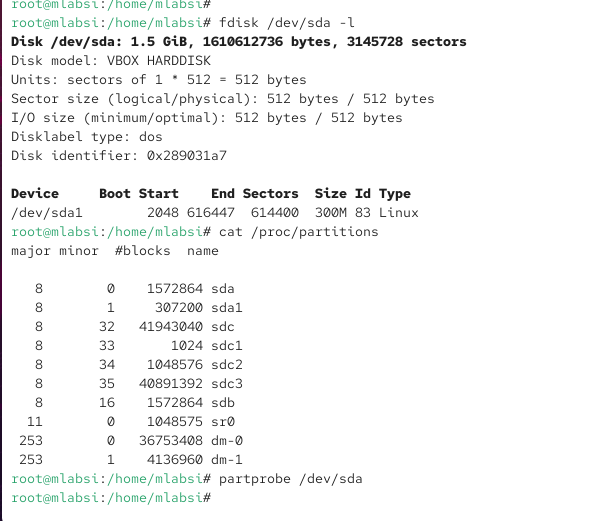 root@mlabsi:/home/mlabsi#
root@mlabsi:/home/mlabsi# fdisk /dev/sda -l
Disk /dev/sda: 1.5 GiB, 1610612736 bytes, 3145728 sectors
Disk model: VBOX HARDDISK
Units: sectors of 1 * 512 = 512 bytes
Sector size (logical/physical): 512 bytes / 512 bytes
I/O size (minimum/optimal): 512 bytes / 512 bytes
Disklabel type: dos
Disk identifier: 0x289031a7
Device     Boot Start    End Sectors  Size Id Type
/dev/sda1        2048 616447  614400  300M 83 Linux
root@mlabsi:/home/mlabsi# cat /proc/partitions
major minor  #blocks  name
   8        0    1572864 sda
   8        1     307200 sda1
   8       32   41943040 sdc
   8       33       1024 sdc1
   8       34    1048576 sdc2
   8       35   40891392 sdc3
   8       16    1572864 sdb
  11        0    1048575 sr0
 253        0   36753408 dm-0
 253        1    4136960 dm-1
root@mlabsi:/home/mlabsi# partprobe /dev/sda
root@mlabsi:/home/mlabsi#